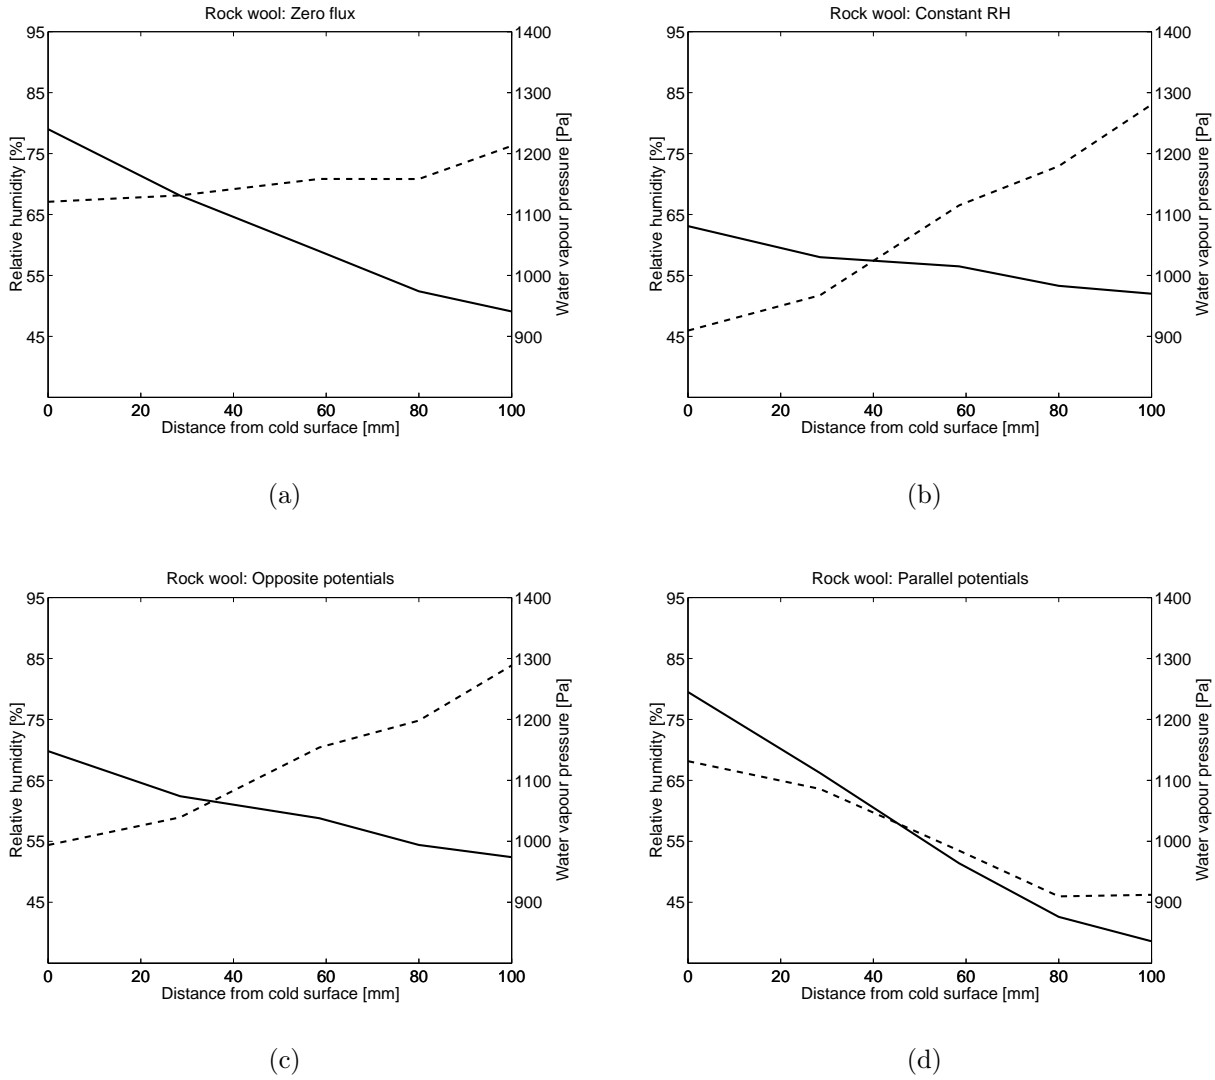 Rock wool: Zero flux
95
85
75
65
55
45
1400
1300
1200
1100
1000
900
Relative humidity [%]
Water vapour pressure [Pa]
0 20 40 60 80 100
Distance from cold surface [mm]
(a)
Rock wool: Constant RH
95
85
75
65
55
45
1400
1300
1200
1100
1000
900
Relative humidity [%]
Water vapour pressure [Pa]
0 20 40 60 80 100
Distance from cold surface [mm]
(b)
Rock wool: Opposite potentials
95
85
75
65
55
45
1400
1300
1200
1100
1000
900
Relative humidity [%]
Water vapour pressure [Pa]
0 20 40 60 80 100
Distance from cold surface [mm]
(c)
Rock wool: Parallel potentials
95
85
75
65
55
45
1400
1300
1200
1100
1000
900
Relative humidity [%]
Water vapour pressure [Pa]
0 20 40 60 80 100
Distance from cold surface [mm]
(d)